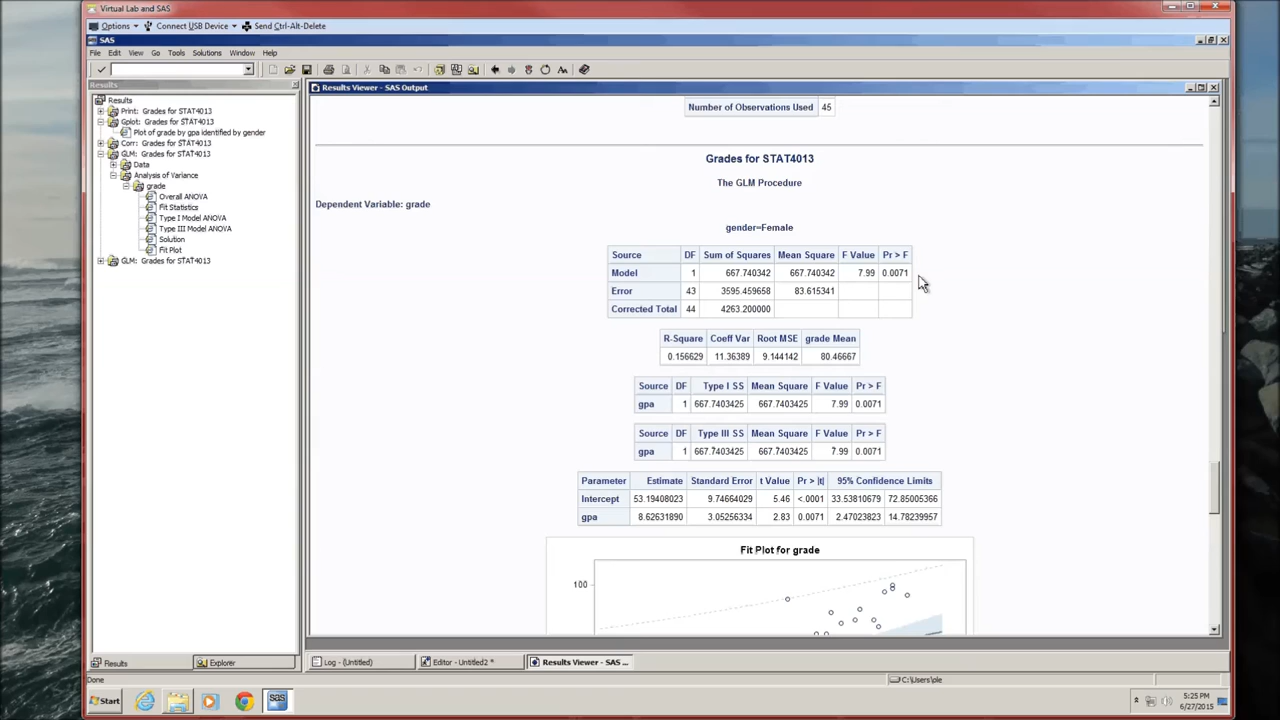 Virtual Lab and SAS
Options Connect USB Device Send Ctrl-Alt-Delete
SAS
File Edit View Go Tools Solutions Window Help
Results
Results
Print: Grades for STAT4013
Gplot: Grades for STAT4013
Plot of grade by gpa identified by gender
Corr: Grades for STAT4013
GLM: Grades for STAT4013
Data
Analysis of Variance
grade
Overall ANOVA
Fit Statistics
Type I Model ANOVA
Type III Model ANOVA
Solution
Fit Plot
GLM: Grades for STAT4013
Results Viewer - SAS Output
Number of Observations Used 45
Grades for STAT4013
The GLM Procedure
Dependent Variable: grade
gender=Female
Source DF Sum of Squares Mean Square F Value Pr > F
Model 1 667.740342 667.740342 7.99 0.0071
Error 43 3595.459658 83.615341
Corrected Total 44 4263.200000
R-Square Coeff Var Root MSE grade Mean
0.156629 11.36389 9.144142 80.46667
Source DF Type I SS Mean Square F Value Pr > F
gpa 1 667.7403425 667.7403425 7.99 0.0071
Source DF Type III SS Mean Square F Value Pr > F
gpa 1 667.7403425 667.7403425 7.99 0.0071
Parameter Estimate Standard Error t Value Pr > |t| 95% Confidence Limits
Intercept 53.19408023 9.74664029 5.46 <.0001 33.53810679 72.85005366
gpa 8.62631890 3.05256334 2.83 0.0071 2.47023823 14.78239957
Fit Plot for grade
100
Results Explorer
Log - (Untitled) Editor - Untitled2 * Results Viewer - SAS ...
Done C:\Users\ple
Start sas
5:25 PM
6/27/2015